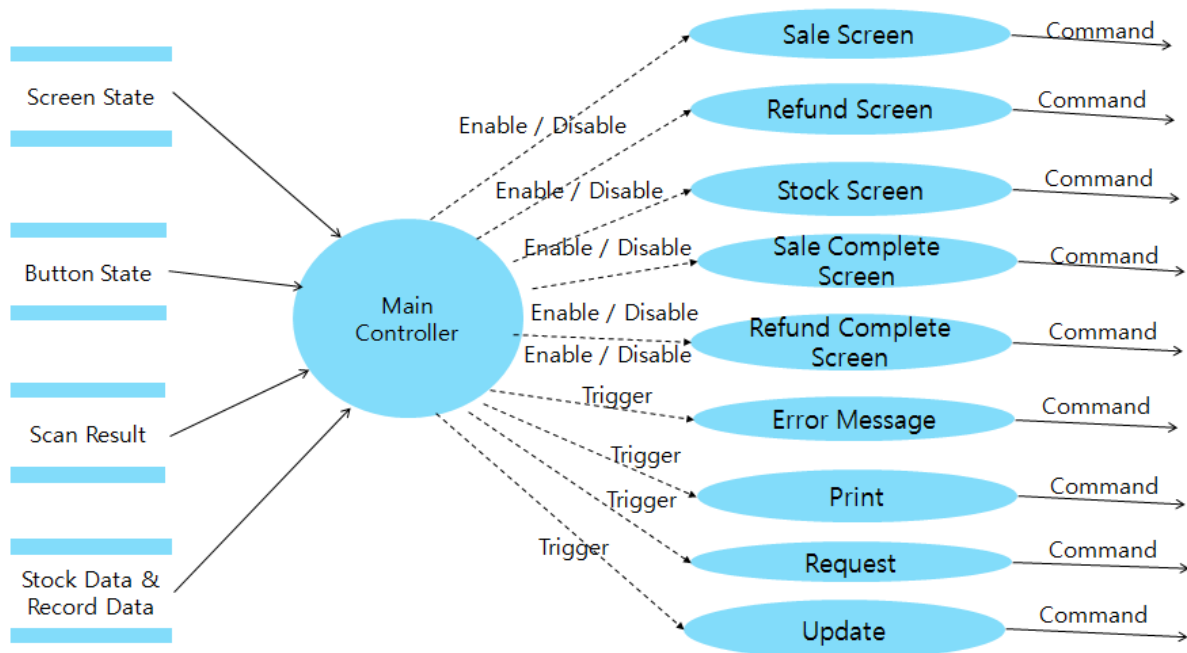 Screen State
Button State
Scan Result
Stock Data &
Record Data
Main
Controller
Enable / Disable
Enable / Disable
Enable / Disable
Enable / Disable
Enable / Disable
Trigger
Trigger
Trigger
Trigger
Sale Screen
Command
Refund Screen
Command
Stock Screen
Command
Sale Complete
Screen
Command
Refund Complete
Screen
Command
Error Message
Command
Print
Command
Request
Command
Update
Command